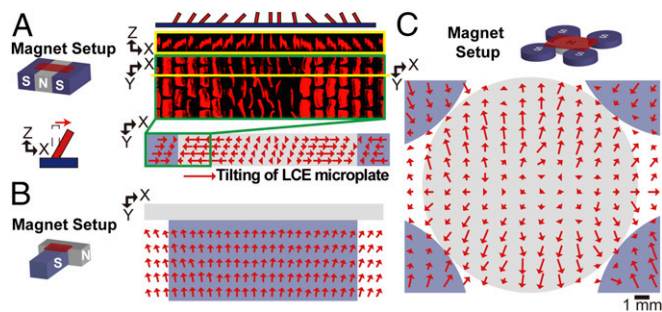 A
Magnet Setup
S
N
S
Z
X
Z
X
X
Y
X
Y
Z
X
X
Y
Tilting of LCE microplate
B
Magnet Setup
S
N
X
Y
C
Magnet
Setup
S
S
N
S
1 mm